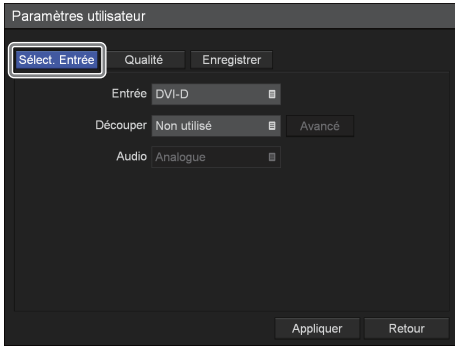 Paramètres utilisateur
Sélect. Entrée Qualité Enregistrer
Entrée DVI-D
Découper Non utilisé Avancé
Audio Analogue
Appliquer Retour